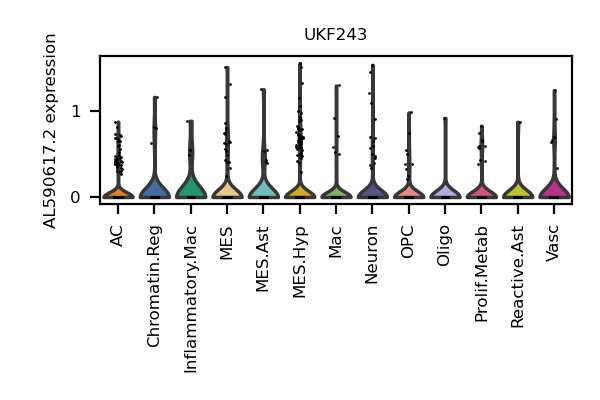 UKF243
AL590617.2 expression
1
0
AC
Chromatin.Reg
Inflammatory.Mac
MES
MES.Ast
MES.Hyp
Mac
Neuron
OPC
Oligo
Prolif.Metab
Reactive.Ast
Vasc